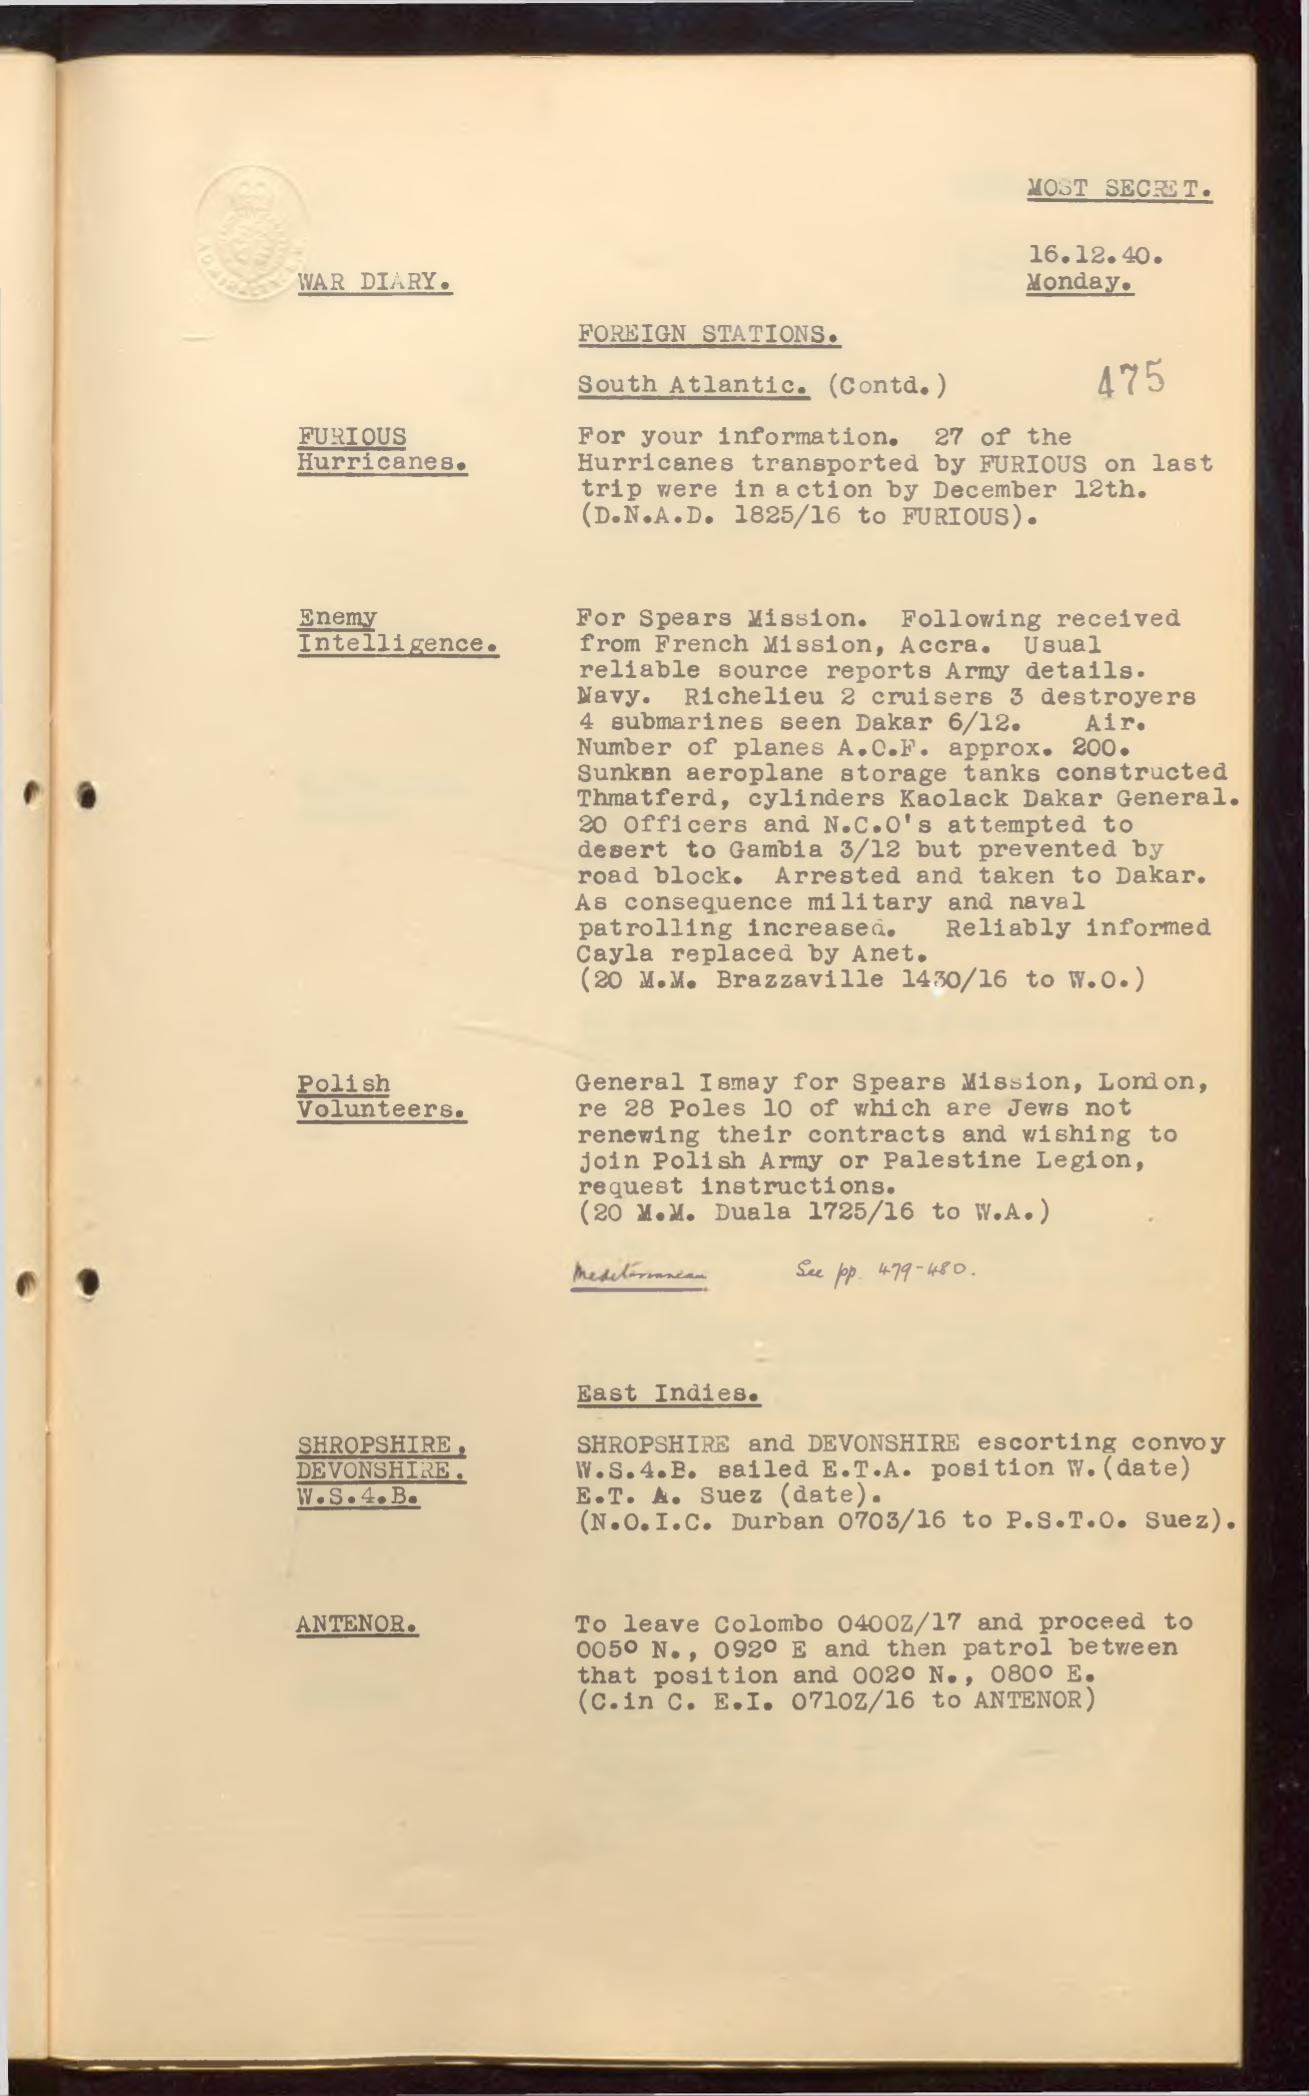 MOST SECRET.
16.12.40.
WAR DIARY. Monday.
FOREIGN STATIONS.
South Atlantic. (Contd.) 475
FURIOUS For your information. 27 of the
Hurricanes. Hurricanes transported by FURIOUS on last
trip were in action by December 12th.
(D.N.A.D. 1825/16 to FURIOUS).
Enemy For Spears Mission. Following received
Intelligence. from French Mission, Accra. Usual
reliable source reports Army details.
Navy. Richelieu 2 cruisers 3 destroyers
4 submarines seen Dakar 6/12. Air.
Number of planes A.O.F. approx. 200.
Sunken aeroplane storage tanks constructed
Thmatferd, cylinders Kaolack Dakar General.
20 Officers and N.C.O's attempted to
desert to Gambia 3/12 but prevented by
road block. Arrested and taken to Dakar.
As consequence military and naval
patrolling increased. Reliably informed
Cayla replaced by Anet.
(20 M.M. Brazzaville 1430/16 to W.O.)
Polish General Ismay for Spears Mission, London,
Volunteers. re 28 Poles 10 of which are Jews not
renewing their contracts and wishing to
join Polish Army or Palestine Legion,
request instructions.
(20 M.M. Duala 1725/16 to W.A.)
Mediterranean See pp. 479-480.
East Indies.
SHROPSHIRE, SHROPSHIRE and DEVONSHIRE escorting convoy
DEVONSHIRE. W.S.4.B. sailed E.T.A. position W.(date)
W.S.4.B. E.T. A. Suez (date).
(N.O.I.C. Durban 0703/16 to P.S.T.O. Suez).
ANTENOR. To leave Colombo 0400Z/17 and proceed to
005º N., 092º E and then patrol between
that position and 002º N., 080º E.
(C.in C. E.I. 0710Z/16 to ANTENOR)